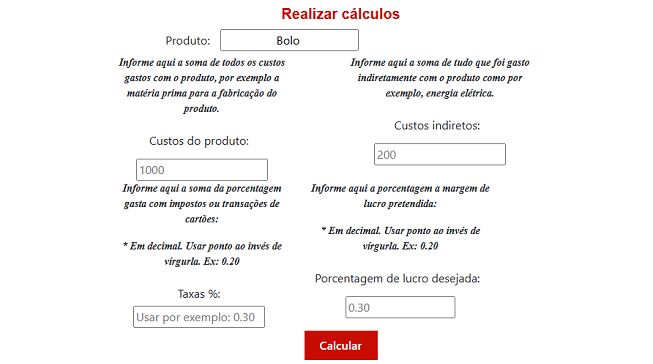 Realizar cálculos
Produto:
Bolo
Informe aqui a soma de todos os custos
gastos com o produto, por exemplo a
matéria prima para a fabricação do
produto.
Custos do produto:
1000
Informe aqui a soma de tudo que foi gasto
indiretamente com o produto como por
exemplo, energia elétrica.
Custos indiretos:
200
Informe aqui a soma da porcentagem
gasta com impostos ou transações de
cartões:
* Em decimal. Usar ponto ao invés de
vírgurla. Ex: 0.20
Taxas %:
Usar por exemplo: 0.30
Informe aqui a porcentagem a margem de
lucro pretendida:
* Em decimal. Usar ponto ao invés de
vírgurla. Ex: 0.20
Porcentagem de lucro desejada:
0.30
Calcular